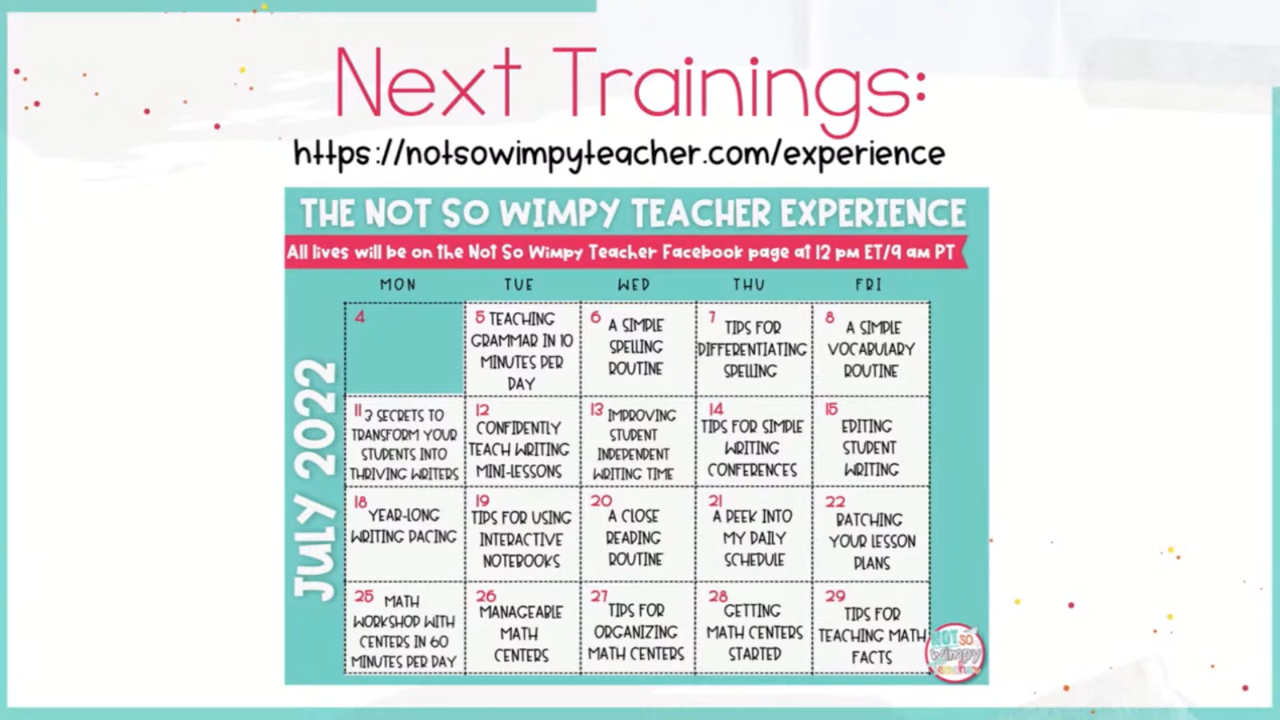 Next Trainings:
https://notsowimpyteacher.com/experience
THE NOT SO WIMPY TEACHER EXPERIENCE
All lives will be on the Not So Wimpy Teacher Facebook page at 12 pm ET/9 am PT
MON TUE WED THU FRI
JULY 2022
4
5 TEACHING
GRAMMAR IN 10
MINUTES PER
DAY
6 A SIMPLE
SPELLING
ROUTINE
7 TIPS FOR
DIFFERENTIATING
SPELLING
8 A SIMPLE
VOCABULARY
ROUTINE
11 3 SECRETS TO
TRANSFORM YOUR
STUDENTS INTO
THRIVING WRITERS
12
CONFIDENTLY
TEACH WRITING
MINI-LESSONS
13 IMPROVING
STUDENT
INDEPENDENT
WRITING TIME
14
TIPS FOR SIMPLE
WRITING
CONFERENCES
15
EDITING
STUDENT
WRITING
18
YEAR-LONG
WRITING PACING
19
TIPS FOR USING
INTERACTIVE
NOTEBOOKS
20
A CLOSE
READING
ROUTINE
21
A PEEK INTO
MY DAILY
SCHEDULE
22
BATCHING
YOUR LESSON
PLANS
25 MATH
WORKSHOP WITH
CENTERS IN 60
MINUTES PER DAY
26
MANAGEABLE
MATH
CENTERS
27
TIPS FOR
ORGANIZING
MATH CENTERS
28
GETTING
MATH CENTERS
STARTED
29
TIPS FOR
TEACHING MATH
FACTS
NOT SO
wimpy
teacher